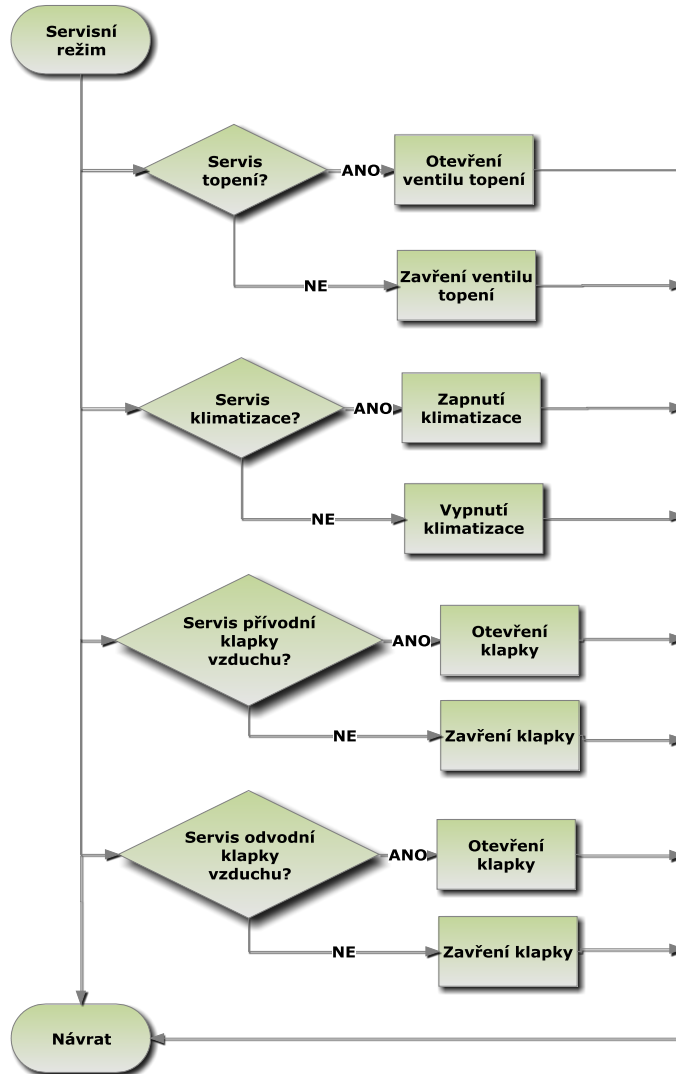 Servisní
režim
Servis
topení?
ANO
Otevření
ventilu topení
NE
Zavření ventilu
topení
Servis
klimatizace?
ANO
Zapnutí
klimatizace
NE
Vypnutí
klimatizace
Servis přívodní
klapky
vzduchu?
ANO
Otevření
klapky
NE
Zavření klapky
Servis odvodní
klapky
vzduchu?
ANO
Otevření
klapky
NE
Zavření klapky
Návrat